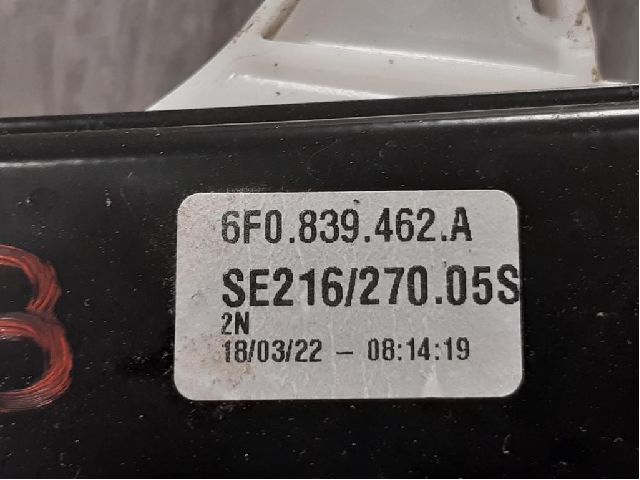 6F0.839.462.A
SE216/270.05S
2N
18/03/22 – 08:14:19